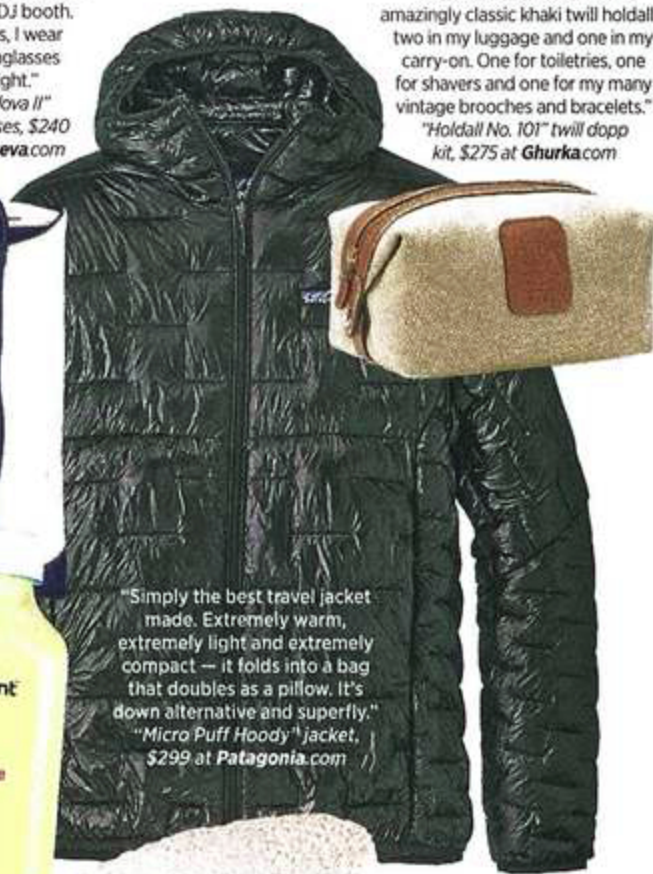 DJ booth.
s, I wear
glasses
ght."
ova II"
ses, $240
eva.com
amazingly classic khaki twill holdall
two in my luggage and one in my
carry-on. One for toiletries, one
for shavers and one for my many
vintage brooches and bracelets."
"Holdall No. 101" twill dopp
kit, $275 at Ghurka.com
"Simply the best travel jacket
made. Extremely warm,
extremely light and extremely
compact — it folds into a bag
that doubles as a pillow. It's
down alternative and superfly."
"Micro Puff Hoody" jacket,
$299 at Patagonia.com
nt
e